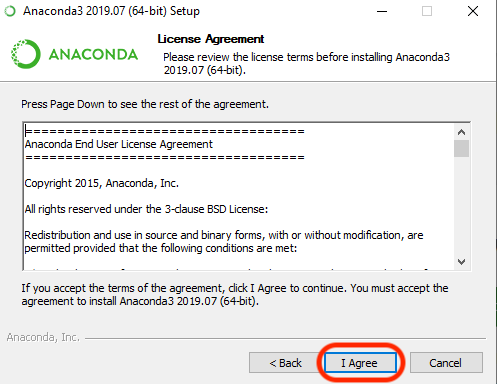 Anaconda3 2019.07 (64-bit) Setup
ANACONDA
License Agreement
Please review the license terms before installing Anaconda3
2019.07 (64-bit).
Press Page Down to see the rest of the agreement.
===================================
Anaconda End User License Agreement
===================================
Copyright 2015, Anaconda, Inc.
All rights reserved under the 3-clause BSD License:
Redistribution and use in source and binary forms, with or without modification, are
permitted provided that the following conditions are met:
If you accept the terms of the agreement, click I Agree to continue. You must accept the
agreement to install Anaconda3 2019.07 (64-bit).
Anaconda, Inc.
< Back
I Agree
Cancel